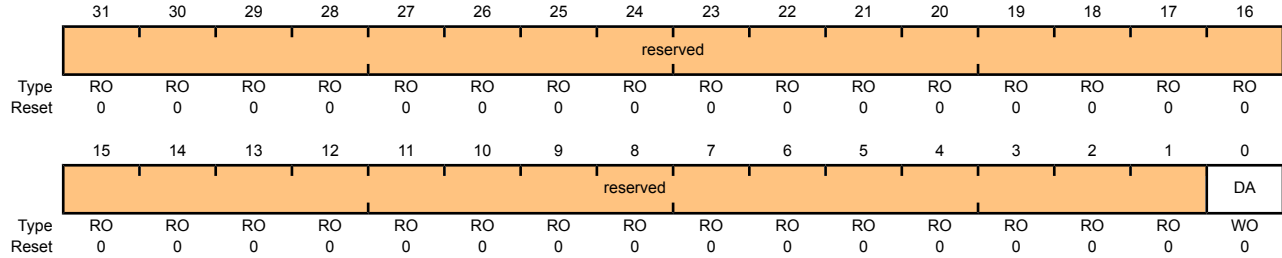 31 30 29 28 27 26 25 24 23 22 21 20 19 18 17 16
reserved
Type RO RO RO RO RO RO RO RO RO RO RO RO RO RO RO RO
Reset 0 0 0 0 0 0 0 0 0 0 0 0 0 0 0 0
15 14 13 12 11 10 9 8 7 6 5 4 3 2 1 0
reserved DA
Type RO RO RO RO RO RO RO RO RO RO RO RO RO RO RO WO
Reset 0 0 0 0 0 0 0 0 0 0 0 0 0 0 0 0